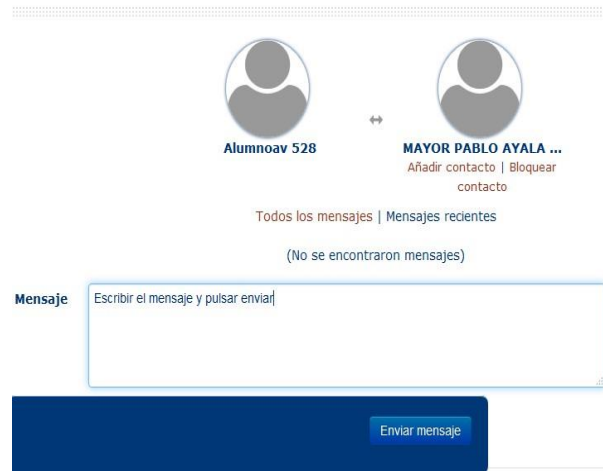 Alumnoav 528
MAYOR PABLO AYALA ...
Añadir contacto | Bloquear
contacto
Todos los mensajes | Mensajes recientes
(No se encontraron mensajes)
Mensaje
Escribir el mensaje y pulsar enviar
Enviar mensaje